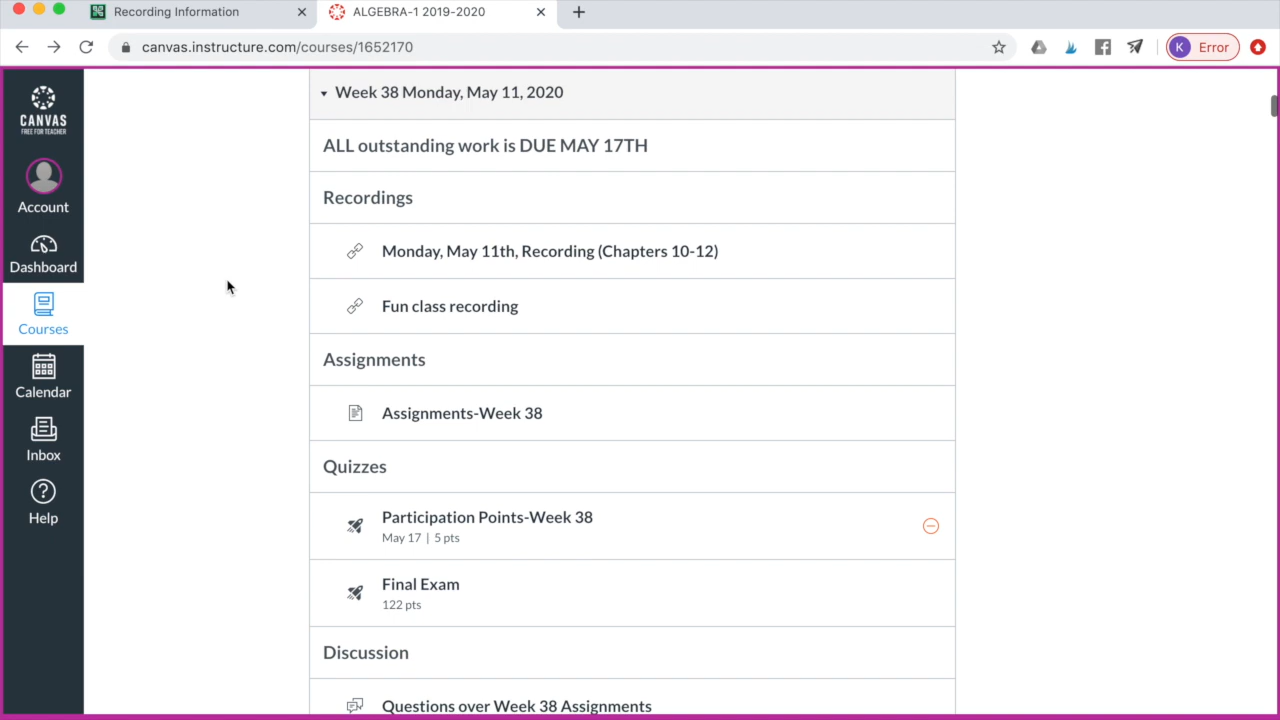 Recording Information
ALGEBRA-1 2019-2020
canvas.instructure.com/courses/1652170
K Error
CANVAS
FREE FOR TEACHER
Account
Dashboard
Courses
Calendar
Inbox
Help
Week 38 Monday, May 11, 2020
ALL outstanding work is DUE MAY 17TH
Recordings
Monday, May 11th, Recording (Chapters 10-12)
Fun class recording
Assignments
Assignments-Week 38
Quizzes
Participation Points-Week 38
May 17 | 5 pts
Final Exam
122 pts
Discussion
Questions over Week 38 Assignments